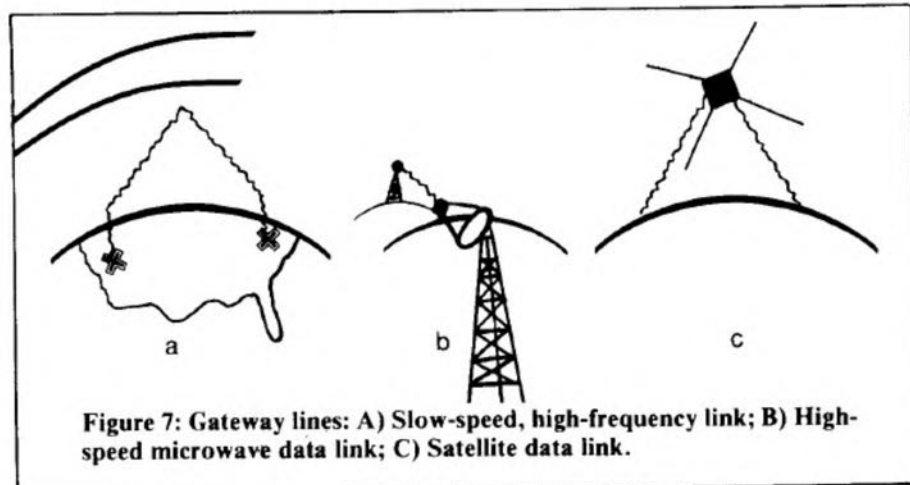 a
b
c
Figure 7: Gateway lines: A) Slow-speed, high-frequency link; B) High-
speed microwave data link; C) Satellite data link.